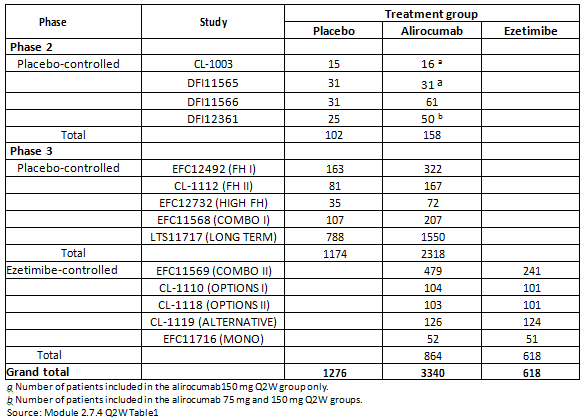 Phase Study Treatment group
Placebo Alirocumab Ezetimibe
Phase 2
Placebo-controlled CL-1003 15 16 a
DFI11565 31 31 a
DFI11566 31 61
DFI12361 25 50 b
Total 102 158
Phase 3
Placebo-controlled EFC12492 (FH I) 163 322
CL-1112 (FH II) 81 167
EFC12732 (HIGH FH) 35 72
EFC11568 (COMBO I) 107 207
LTS11717 (LONG TERM) 788 1550
Total 1174 2318
Ezetimibe-controlled EFC11569 (COMBO II) 479 241
CL-1110 (OPTIONS I) 104 101
CL-1118 (OPTIONS II) 103 101
CL-1119 (ALTERNATIVE) 126 124
EFC11716 (MONO) 52 51
Total 864 618
Grand total 1276 3340 618
a Number of patients included in the alirocumab150 mg Q2W group only.
b Number of patients included in the alirocumab 75 mg and 150 mg Q2W groups.
Source: Module 2.7.4 Q2W Table1